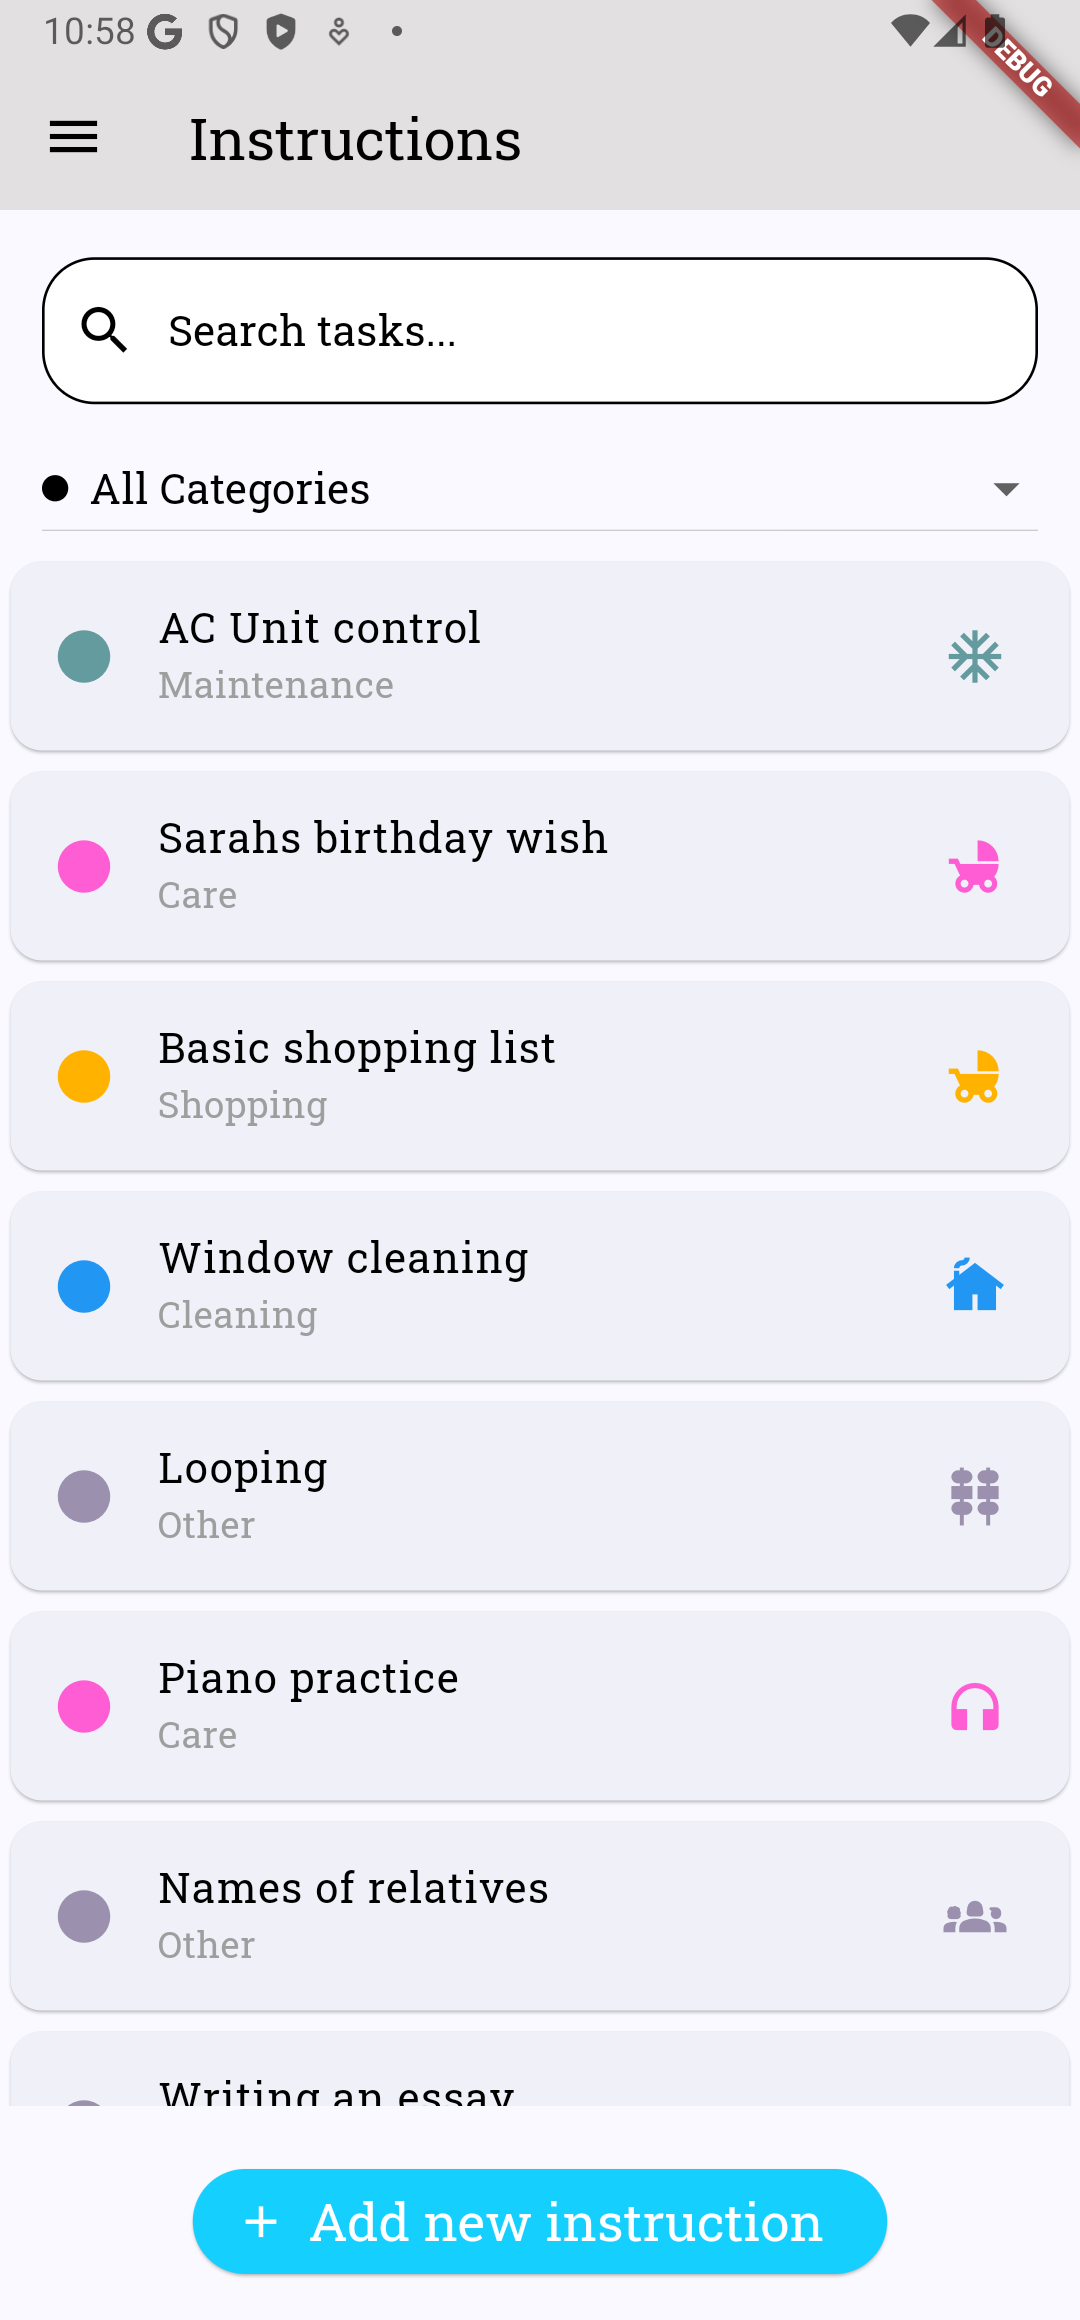 10:58
DEBUG
Instructions
Search tasks...
All Categories
AC Unit control
Maintenance
Sarahs birthday wish
Care
Basic shopping list
Shopping
Window cleaning
Cleaning
Looping
Other
Piano practice
Care
Names of relatives
Other
Writing an essay
+ Add new instruction